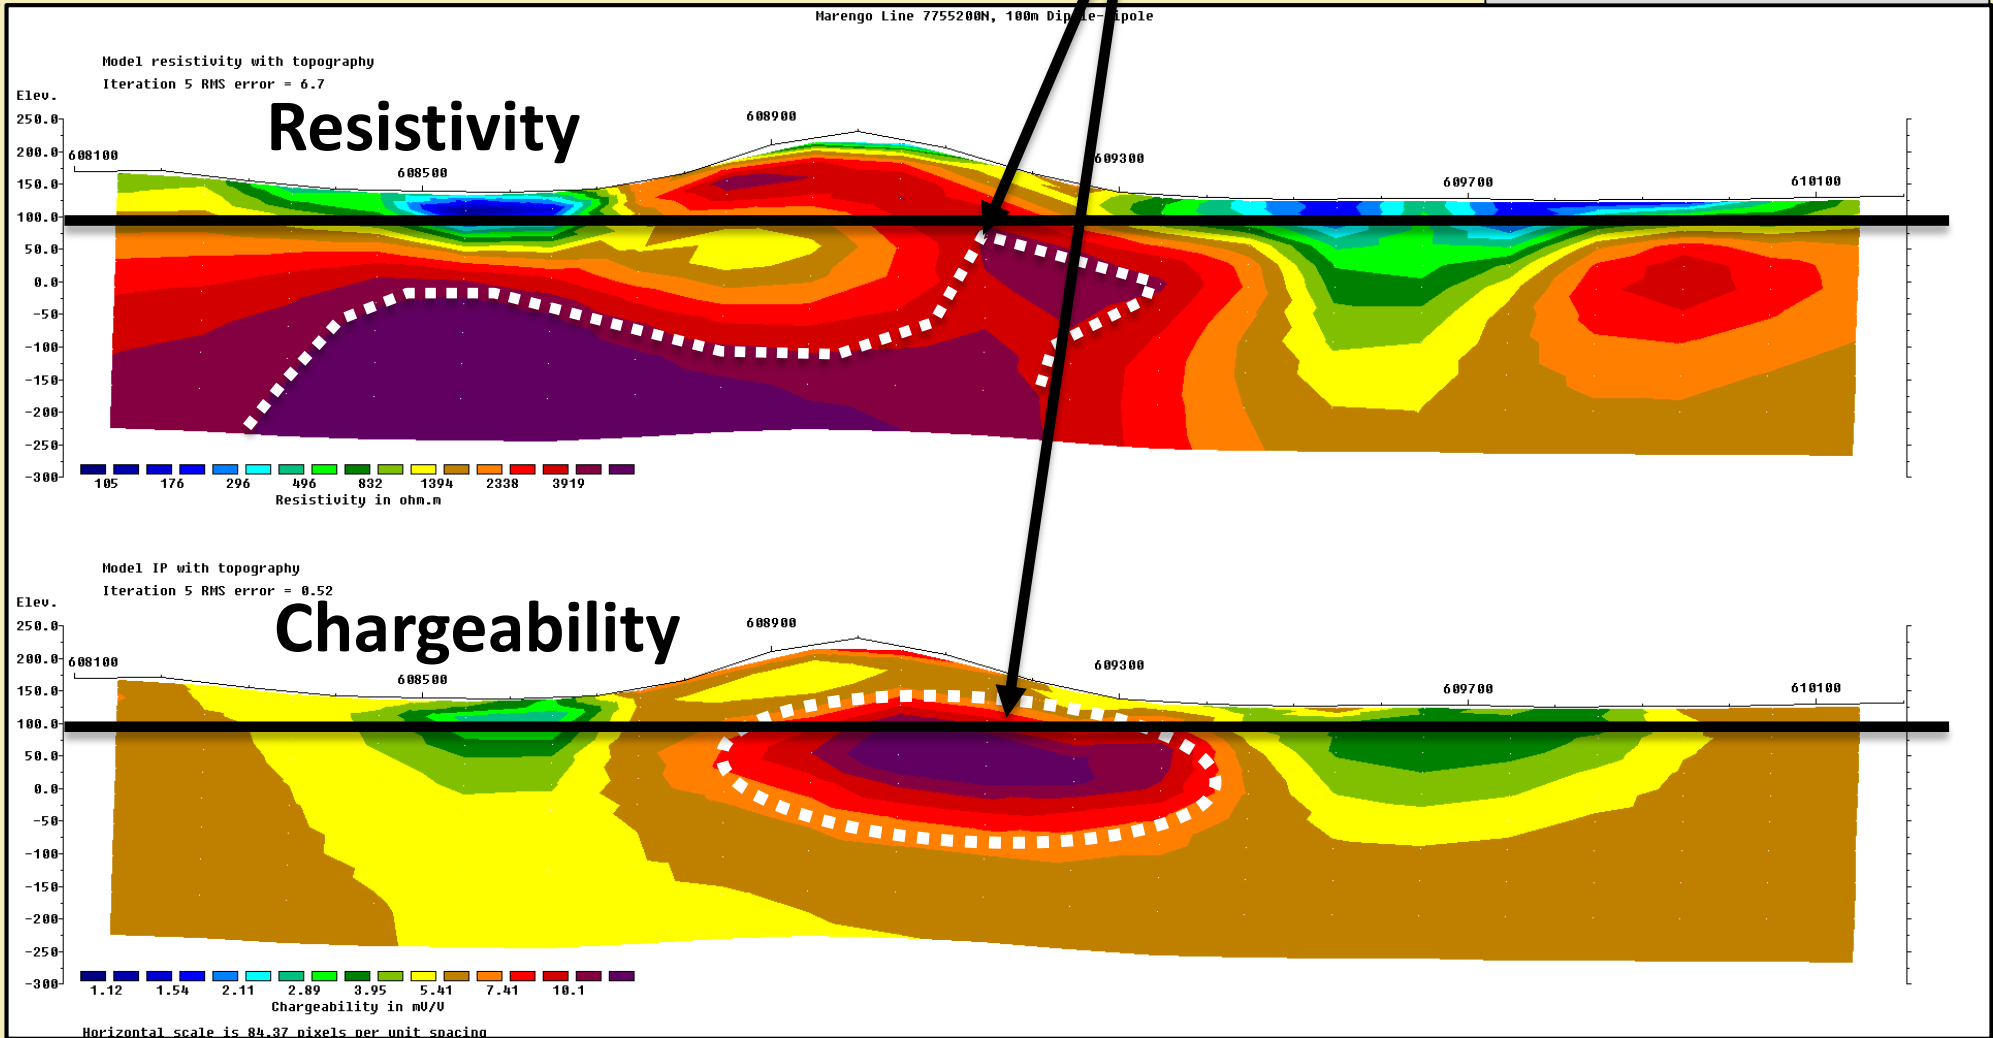 Marengo Line 7755200N, 100m Dipole-Dipole
Model resistivity with topography
Iteration 5 RMS error = 6.7
Resistivity
Elev.
250.0
200.0
150.0
100.0
50.0
0.0
-50
-100
-150
-200
-250
-300
608100
608500
608900
609300
609700
610100
105 176 296 496 832 1394 2338 3919
Resistivity in ohm.m
Model IP with topography
Iteration 5 RMS error = 0.52
Chargeability
Elev.
250.0
200.0
150.0
100.0
50.0
0.0
-50
-100
-150
-200
-250
-300
608100
608500
608900
609300
609700
610100
1.12 1.54 2.11 2.89 3.95 5.41 7.41 10.1
Chargeability in mV/V
Horizontal scale is 84.37 pixels per unit spacing